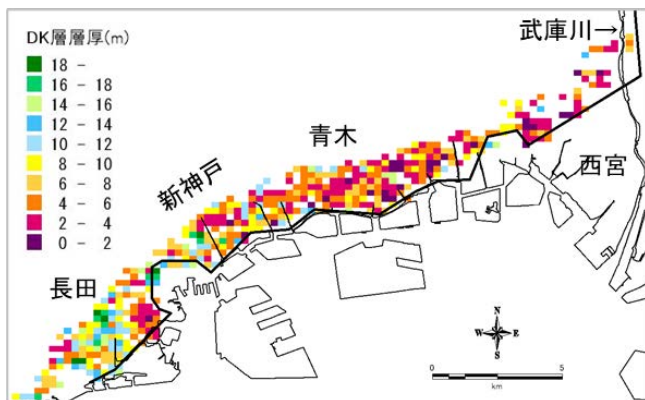 DK層層厚(m)
18 -
16 - 18
14 - 16
12 - 14
10 - 12
8 - 10
6 - 8
4 - 6
2 - 4
0 - 2
武庫川→
青木
西宮
新神戸
長田
N
W E
S
0 5
km